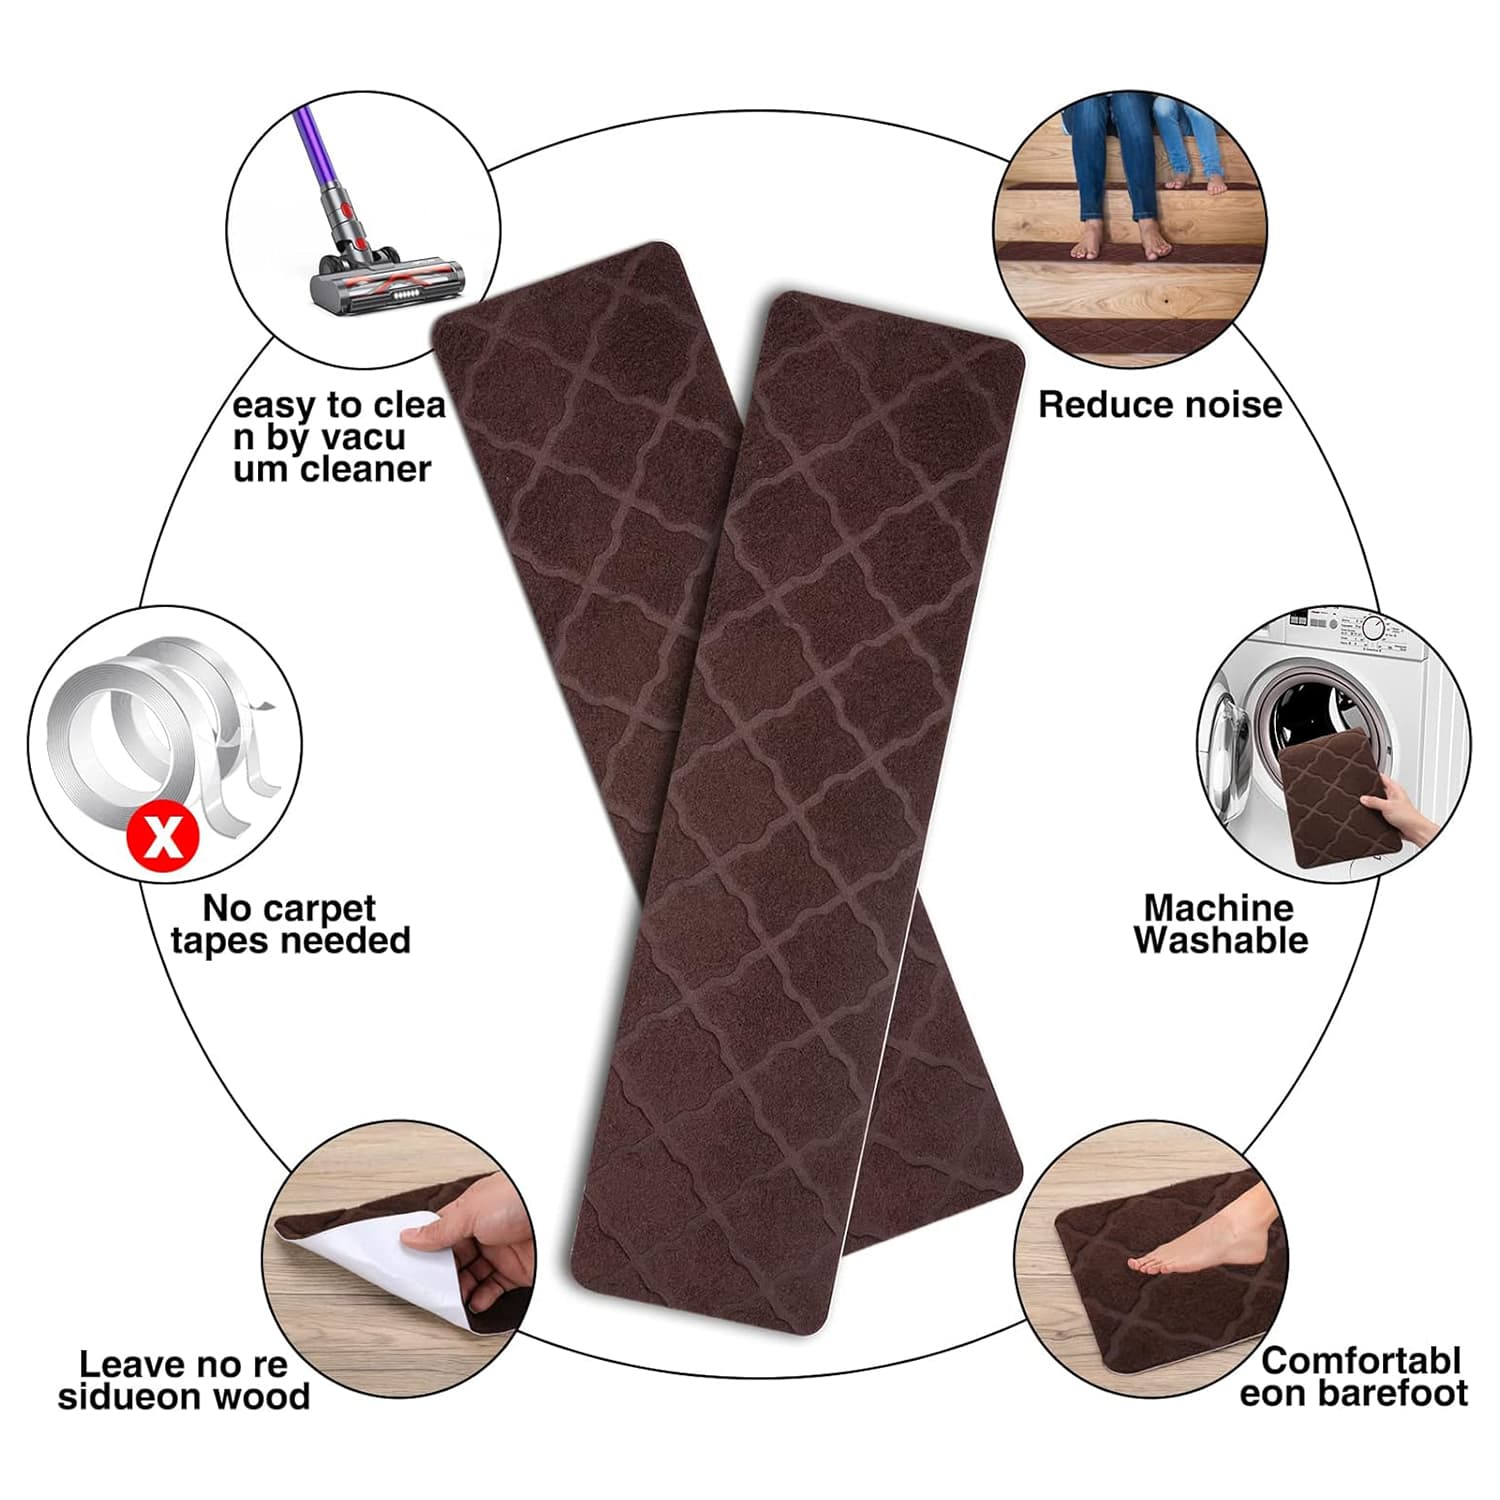 easy to clea
n by vacu
um cleaner
Reduce noise
X
No carpet
tapes needed
Machine
Washable
Leave no re
sidueon wood
Comfortabl
eon barefoot